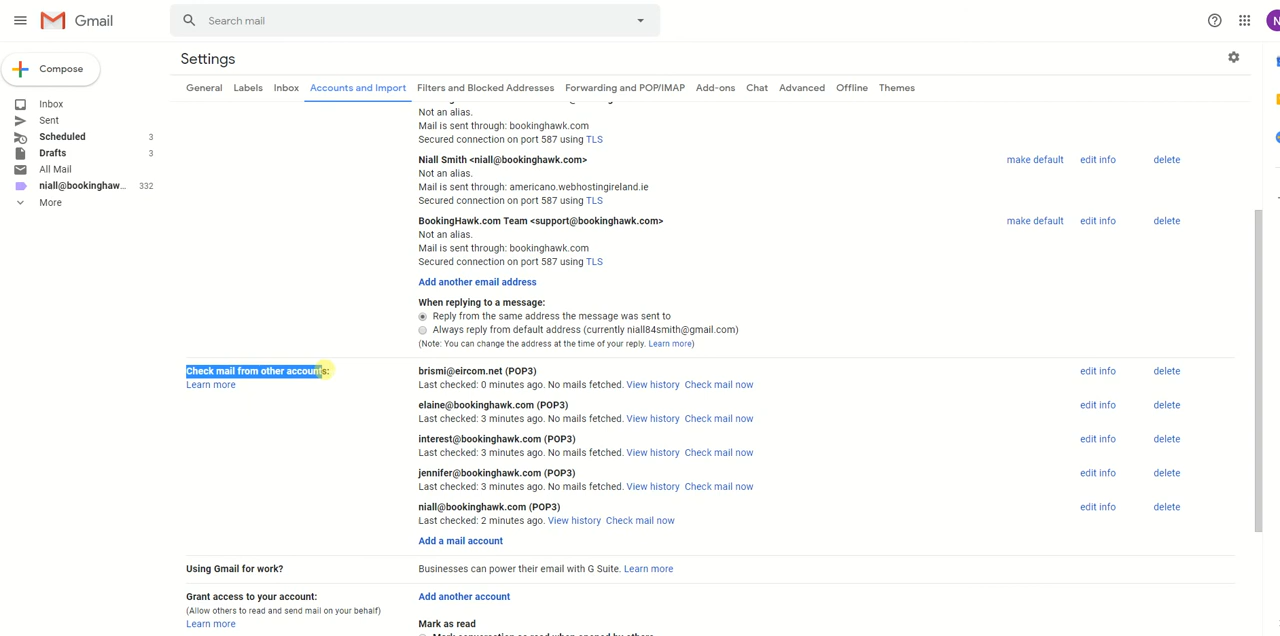 Gmail
Search mail
N
Compose
Settings
General Labels Inbox Accounts and Import Filters and Blocked Addresses Forwarding and POP/IMAP Add-ons Chat Advanced Offline Themes
Inbox
Sent
Scheduled 3
Drafts 3
All Mail
niall@bookinghaw... 332
More
Not an alias.
Mail is sent through: bookinghawk.com
Secured connection on port 587 using TLS
Niall Smith <niall@bookinghawk.com> make default edit info delete
Not an alias.
Mail is sent through: americano.webhostingireland.ie
Secured connection on port 587 using TLS
BookingHawk.com Team <support@bookinghawk.com> make default edit info delete
Not an alias.
Mail is sent through: bookinghawk.com
Secured connection on port 587 using TLS
Add another email address
When replying to a message:
Reply from the same address the message was sent to
Always reply from default address (currently niall84smith@gmail.com)
(Note: You can change the address at the time of your reply. Learn more)
Check mail from other accounts:
Learn more
brismi@eircom.net (POP3) edit info delete
Last checked: 0 minutes ago. No mails fetched. View history Check mail now
elaine@bookinghawk.com (POP3) edit info delete
Last checked: 3 minutes ago. No mails fetched. View history Check mail now
interest@bookinghawk.com (POP3) edit info delete
Last checked: 3 minutes ago. No mails fetched. View history Check mail now
jennifer@bookinghawk.com (POP3) edit info delete
Last checked: 3 minutes ago. No mails fetched. View history Check mail now
niall@bookinghawk.com (POP3) edit info delete
Last checked: 2 minutes ago. View history Check mail now
Add a mail account
Using Gmail for work? Businesses can power their email with G Suite. Learn more
Grant access to your account: Add another account
(Allow others to read and send mail on your behalf)
Learn more
Mark as read